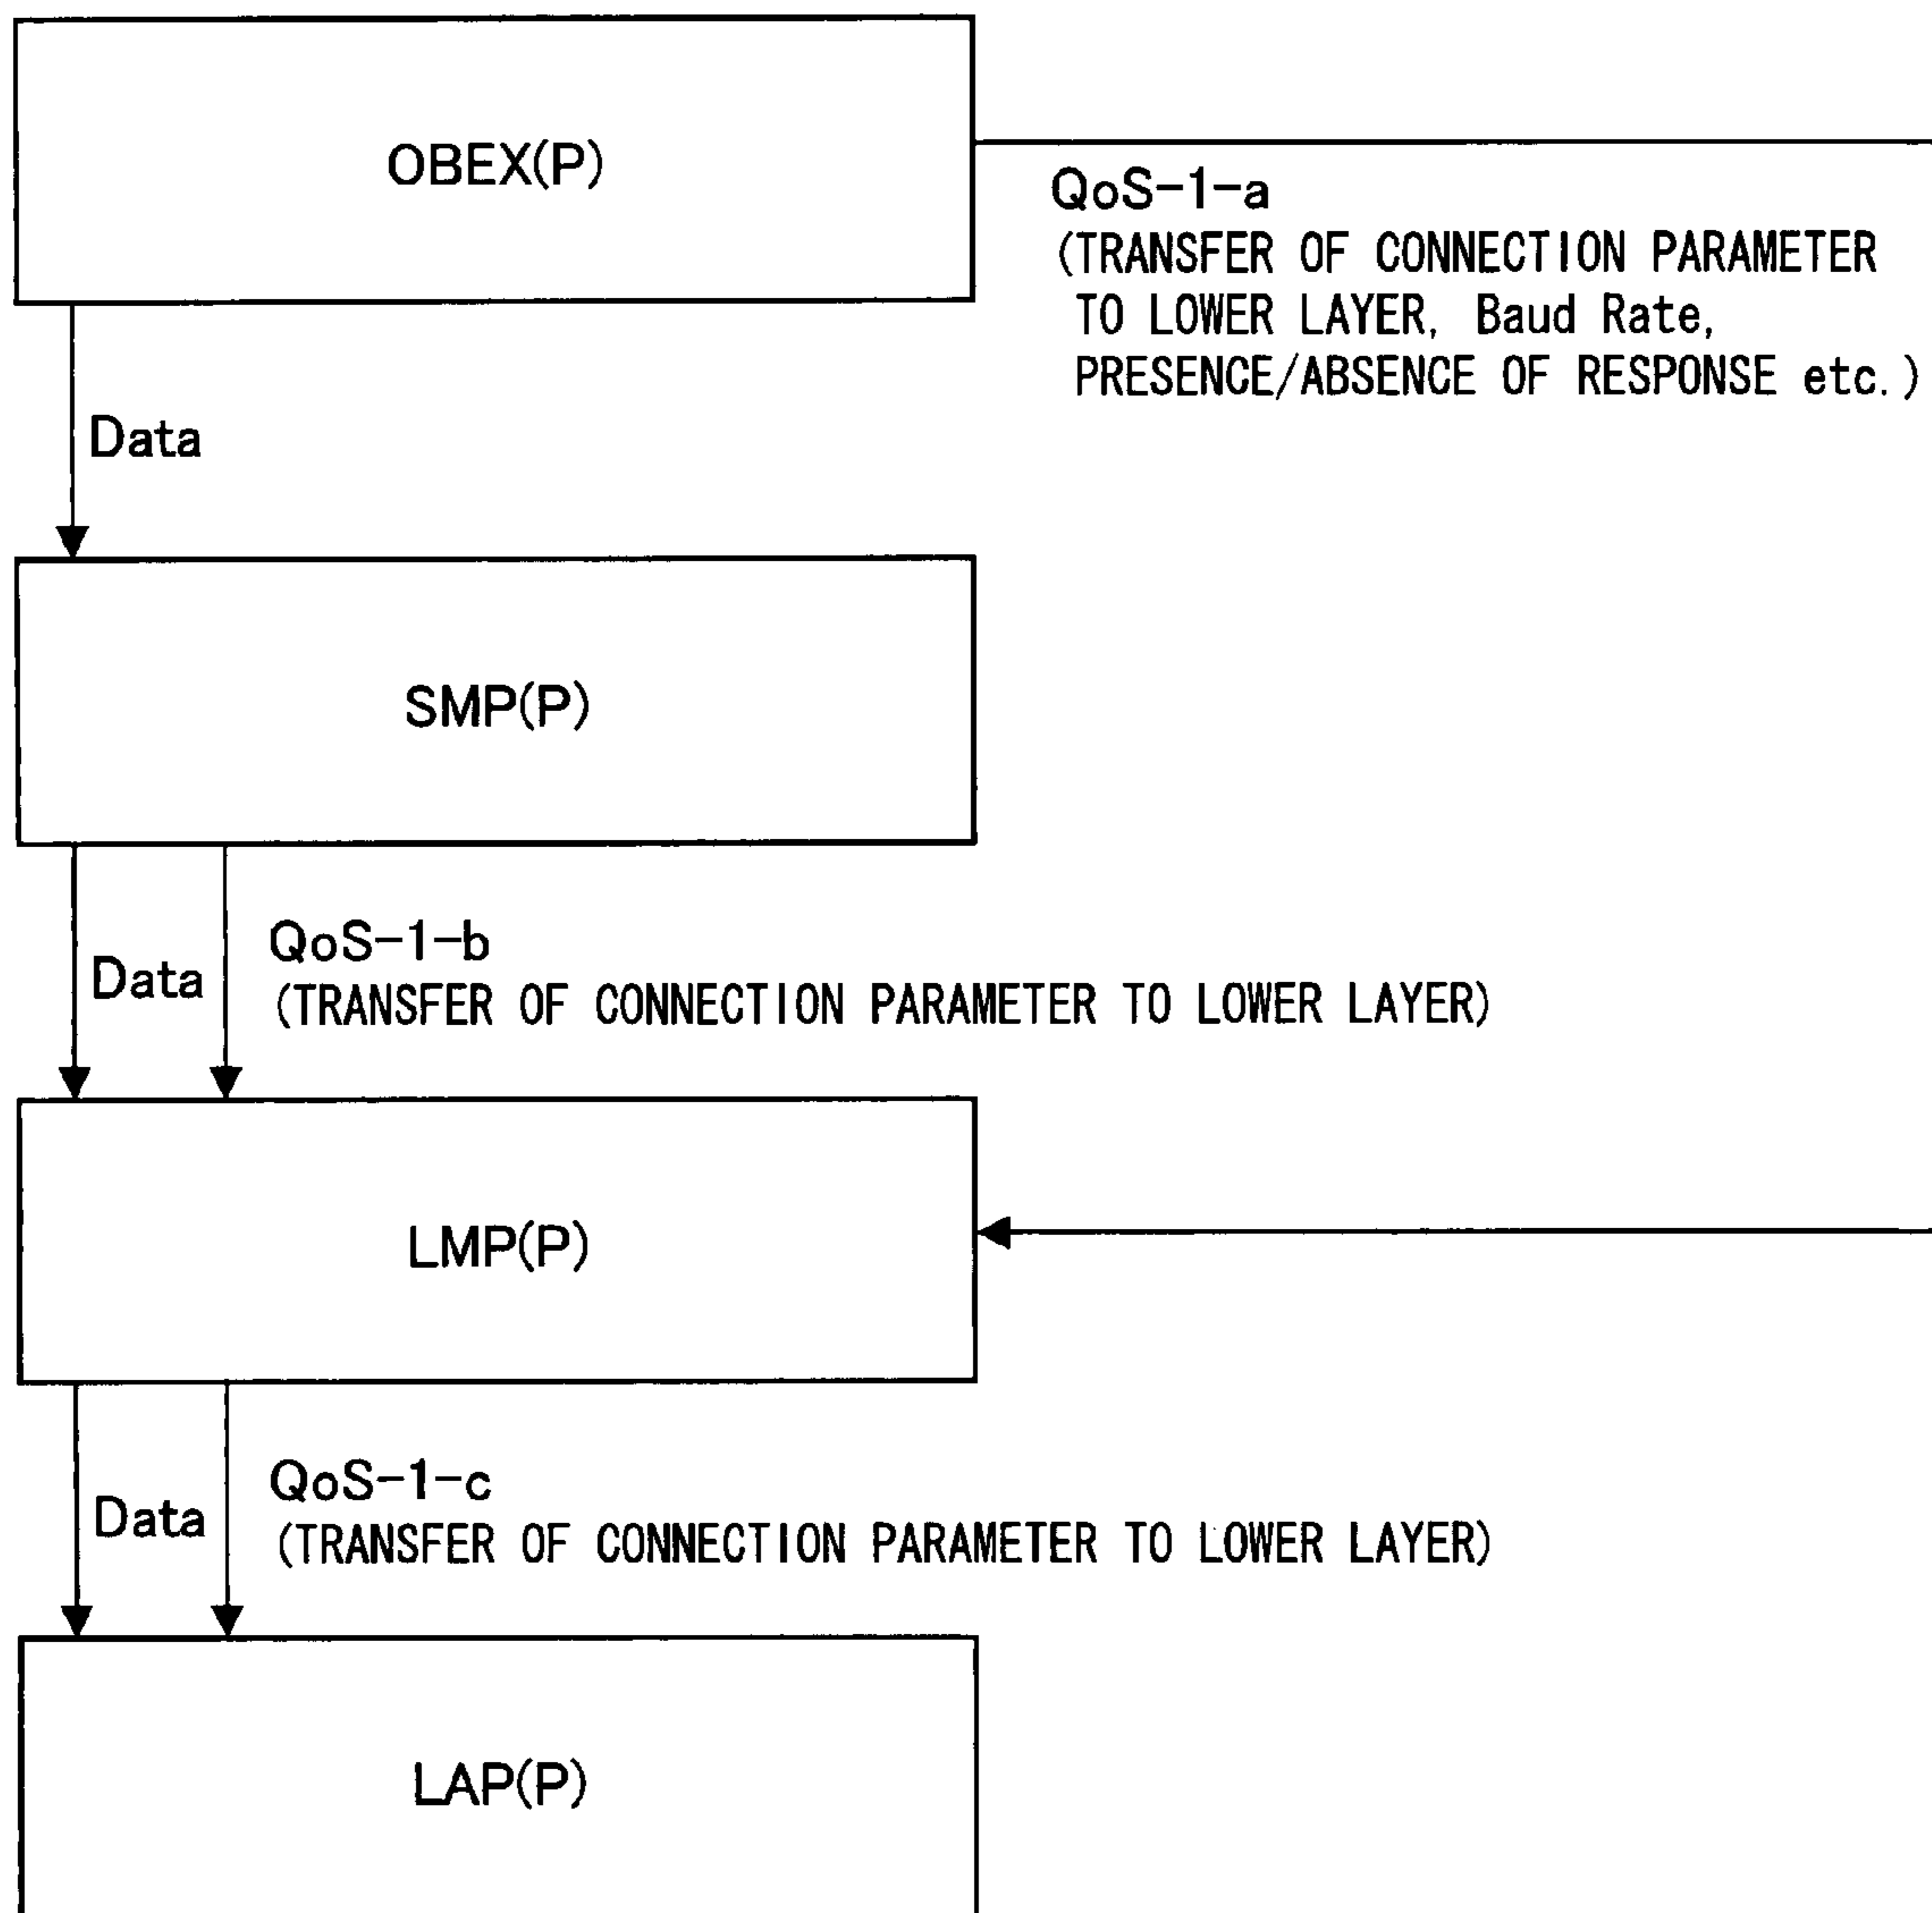 OBEX(P)
QoS-1-a
(TRANSFER OF CONNECTION PARAMETER
TO LOWER LAYER, Baud Rate,
PRESENCE/ABSENCE OF RESPONSE etc.)
Data
SMP(P)
Data
QoS-1-b
(TRANSFER OF CONNECTION PARAMETER TO LOWER LAYER)
LMP(P)
Data
QoS-1-c
(TRANSFER OF CONNECTION PARAMETER TO LOWER LAYER)
LAP(P)